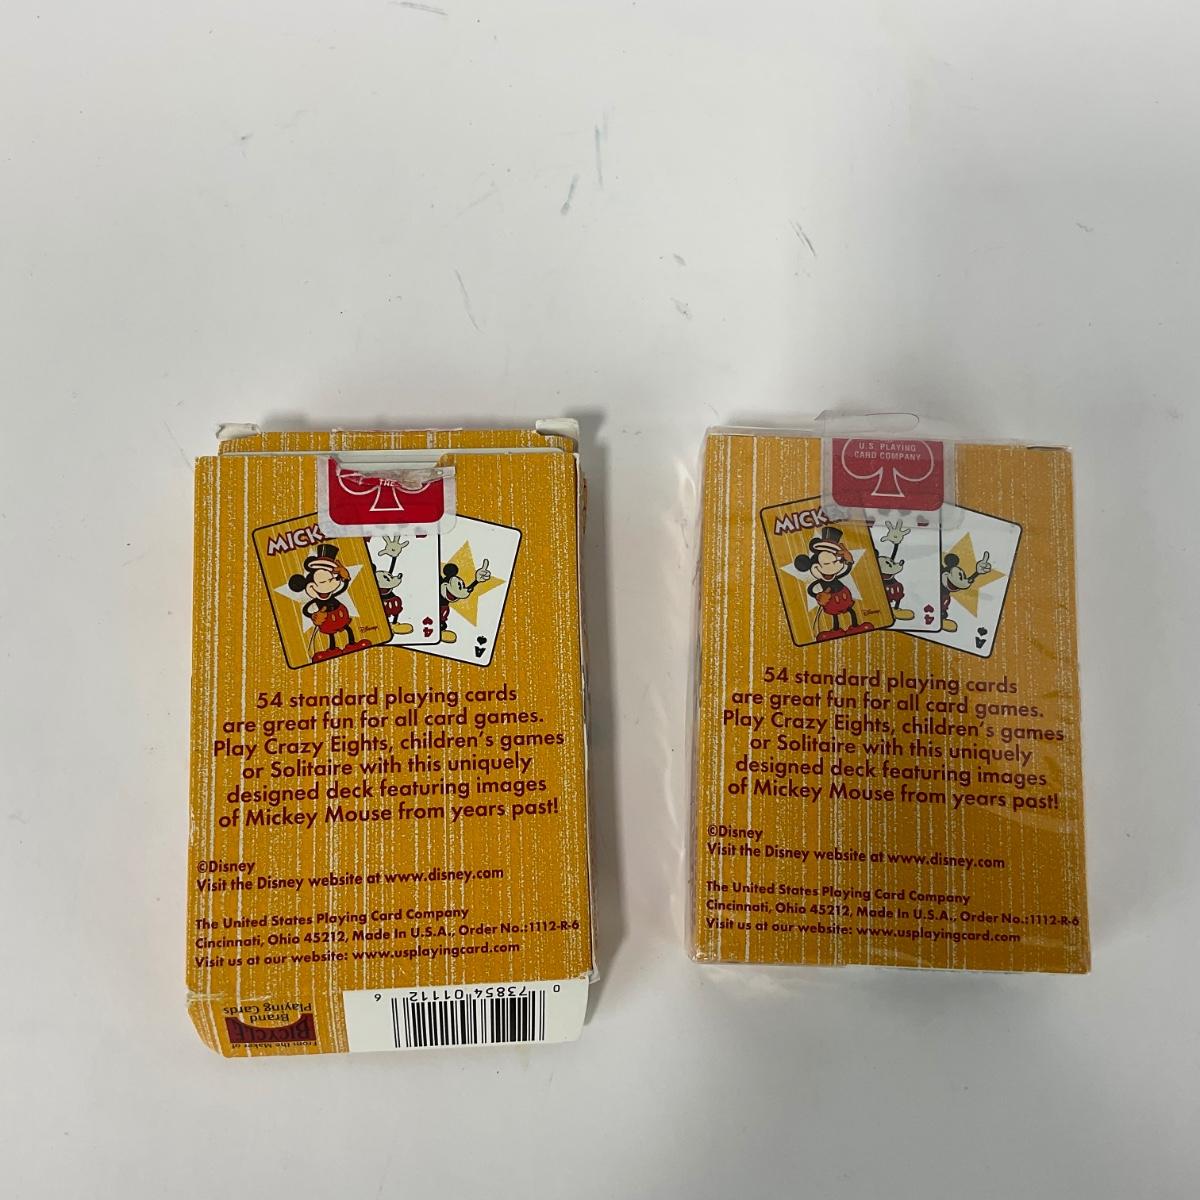 THE
MICK
Disney
4
A
54 standard playing cards
are great fun for all card games.
Play Crazy Eights, children's games
or Solitaire with this uniquely
designed deck featuring images
of Mickey Mouse from years past!
©Disney
Visit the Disney website at www.disney.com
The United States Playing Card Company
Cincinnati, Ohio 45212, Made In U.S.A., Order No.:1112-R-6
Visit us at our website: www.usplayingcard.com
From the Maker of
BICYCLE
Brand
Playing Cards
0 73854 01112 6
U.S. PLAYING
CARD COMPANY
MICK
Disney
4
A
54 standard playing cards
are great fun for all card games.
Play Crazy Eights, children's games
or Solitaire with this uniquely
designed deck featuring images
of Mickey Mouse from years past!
©Disney
Visit the Disney website at www.disney.com
The United States Playing Card Company
Cincinnati, Ohio 45212, Made In U.S.A., Order No.:1112-R-6
Visit us at our website: www.usplayingcard.com